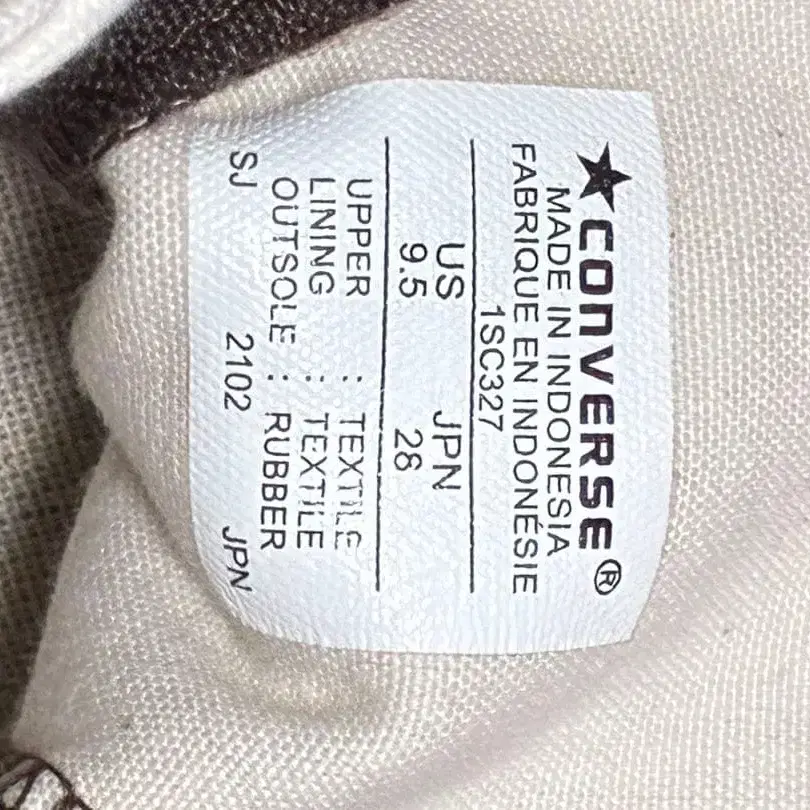 ★CONVERSE®
MADE IN INDONESIA
FABRIQUE EN INDONÉSIE
1SC327
US JPN
9.5 28
UPPER : TEXTILE
LINING : TEXTILE
OUTSOLE : RUBBER
SJ 2102 JPN